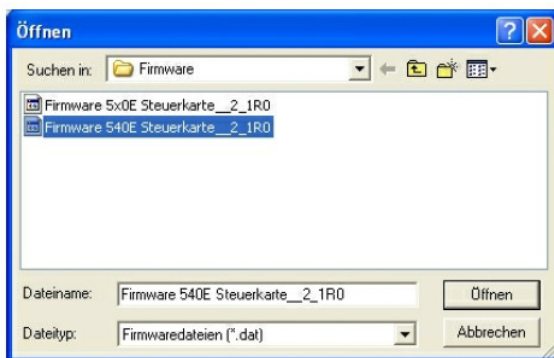 Öffnen
Suchen in: Firmware
Firmware 5x0E Steuerkarte__2_1R0
Firmware 540E Steuerkarte__2_1R0
Dateiname: Firmware 540E Steuerkarte__2_1R0 Öffnen
Dateityp: Firmwaredateien (*.dat) Abbrechen